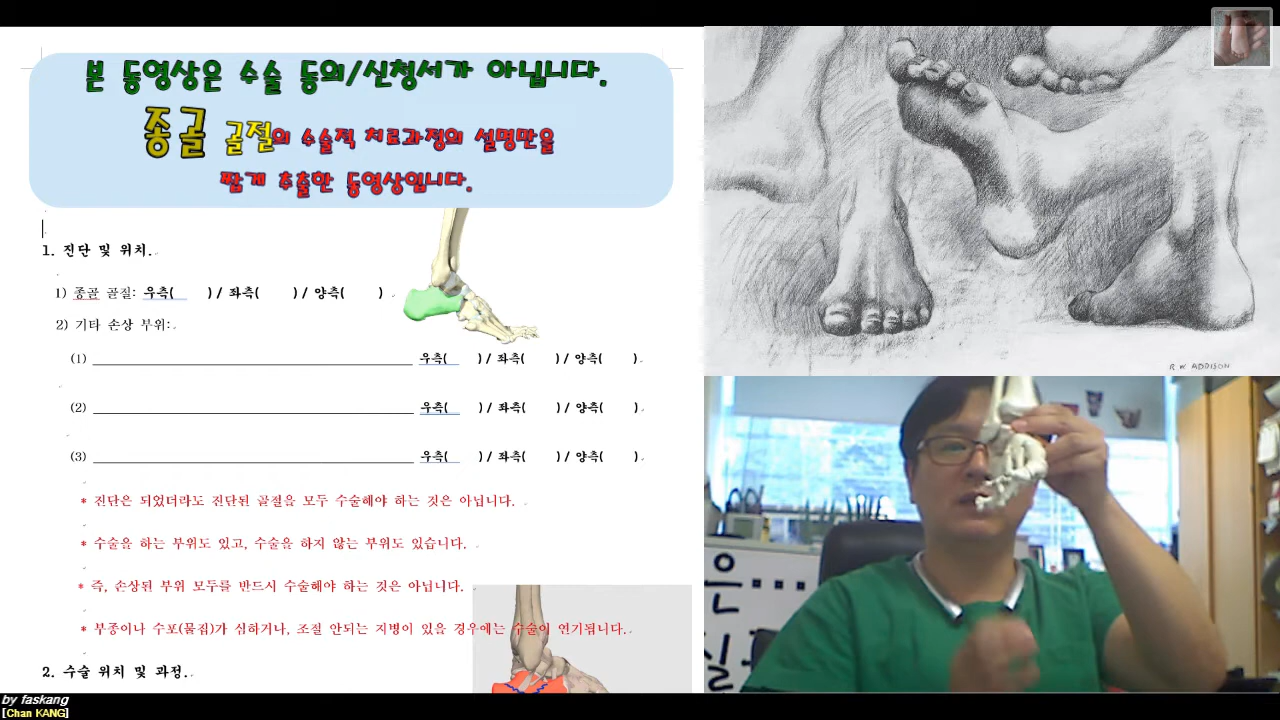 본 동영상은 수술 동의/신청서가 아닙니다.
종골 골절의 수술적 치료과정의 설명만을
짧게 추출한 동영상입니다.
1. 진단 및 위치.
1) 종골 골절: 우측( ) / 좌측( ) / 양측( )
2) 기타 손상 부위:
(1) 우측( ) / 좌측( ) / 양측( )
(2) 우측( ) / 좌측( ) / 양측( )
(3) 우측( ) / 좌측( ) / 양측( )
* 진단은 되었더라도 진단된 골절을 모두 수술해야 하는 것은 아닙니다.
* 수술을 하는 부위도 있고, 수술을 하지 않는 부위도 있습니다.
* 즉, 손상된 부위 모두를 반드시 수술해야 하는 것은 아닙니다.
* 부종이나 수포(물집)가 심하거나, 조절 안되는 지병이 있을 경우에는 수술이 연기됩니다.
2. 수술 위치 및 과정.
R W ADDISON
은
실
by faskang
[Chan KANG]